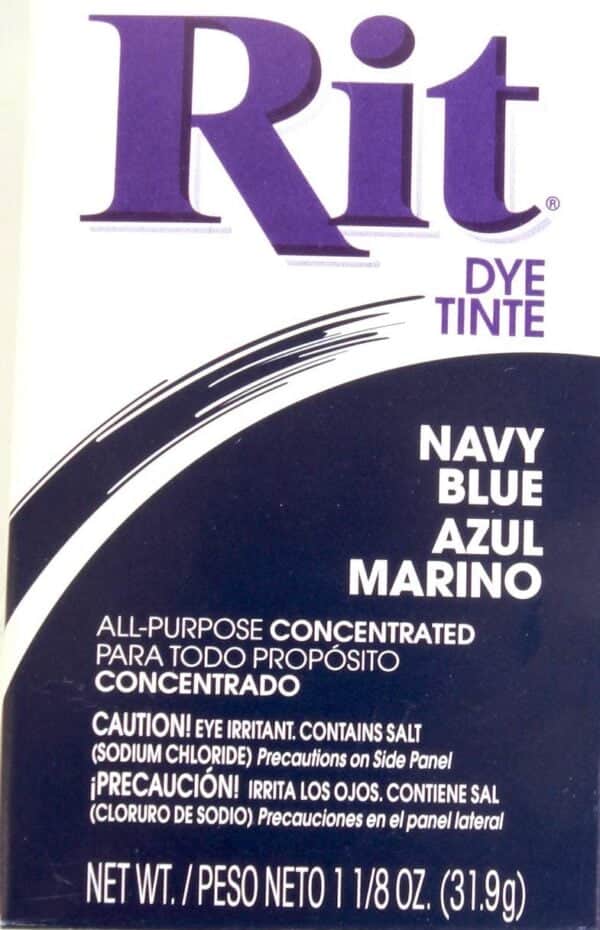 Rit®
DYE
TINTE
NAVY
BLUE
AZUL
MARINO
ALL-PURPOSE CONCENTRATED
PARA TODO PROPÓSITO
CONCENTRADO
CAUTION! EYE IRRITANT. CONTAINS SALT
(SODIUM CHLORIDE) Precautions on Side Panel
¡PRECAUCIÓN! IRRITA LOS OJOS. CONTIENE SAL
(CLORURO DE SODIO) Precauciones en el panel lateral
NET WT. / PESO NETO 1 1/8 OZ. (31.9g)